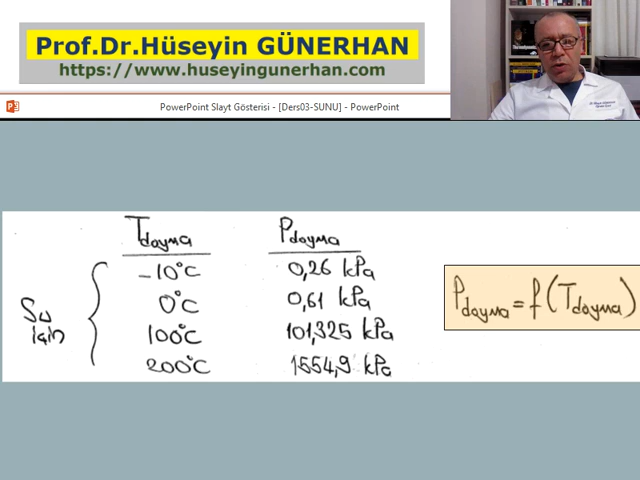 Prof.Dr.Hüseyin GÜNERHAN
https://www.huseyingunerhan.com
PowerPoint Slayt Gösterisi - [Ders03-SUNU] - PowerPoint
Tdoyma Pdoyma
-10°C 0,26 kPa
0°C 0,61 kPa
100°C 101,325 kPa
200°C 1554,9 kPa
Su
için
Pdoyma = f(Tdoyma)